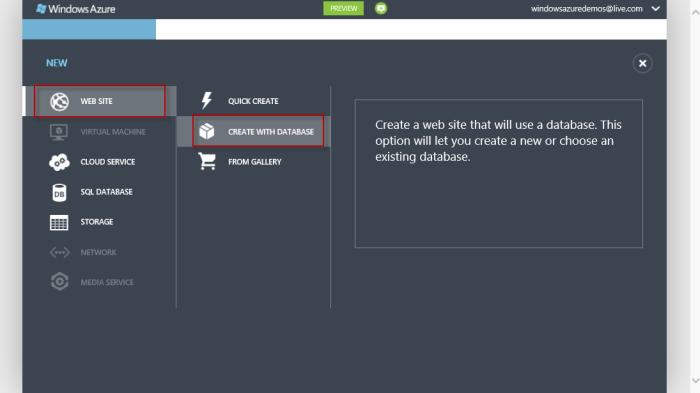 Windows Azure
PREVIEW
windowsazuredemos@live.com
NEW
WEB SITE
VIRTUAL MACHINE
CLOUD SERVICE
DB
SQL DATABASE
STORAGE
NETWORK
MEDIA SERVICE
QUICK CREATE
CREATE WITH DATABASE
FROM GALLERY
Create a web site that will use a database. This
option will let you create a new or choose an
existing database.